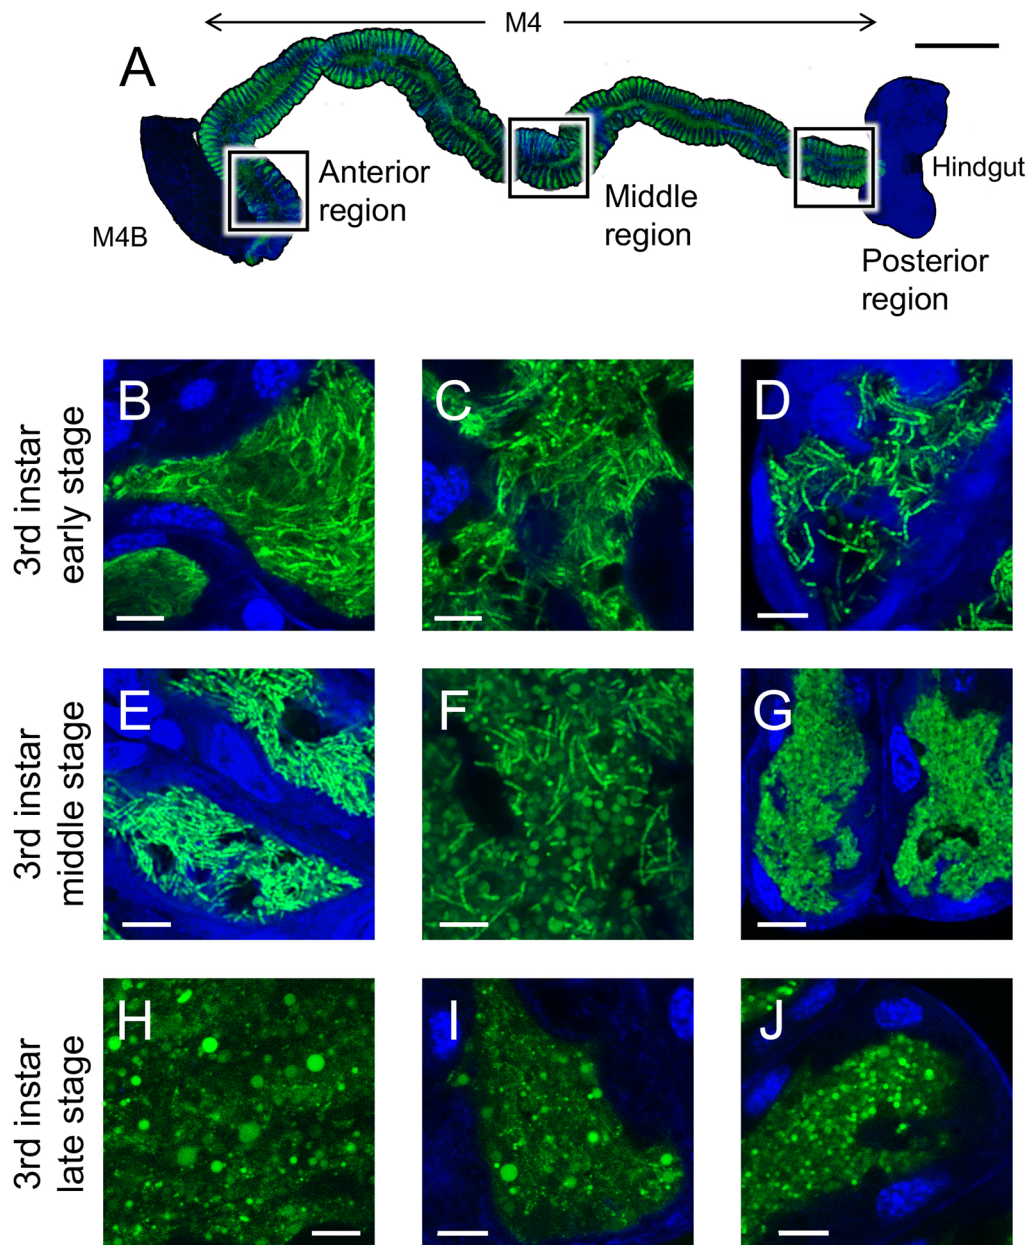 M4
A
Anterior
region
M4B
Middle
region
Hindgut
Posterior
region
3rd instar
early stage
B
C
D
3rd instar
middle stage
E
F
G
3rd instar
late stage
H
I
J